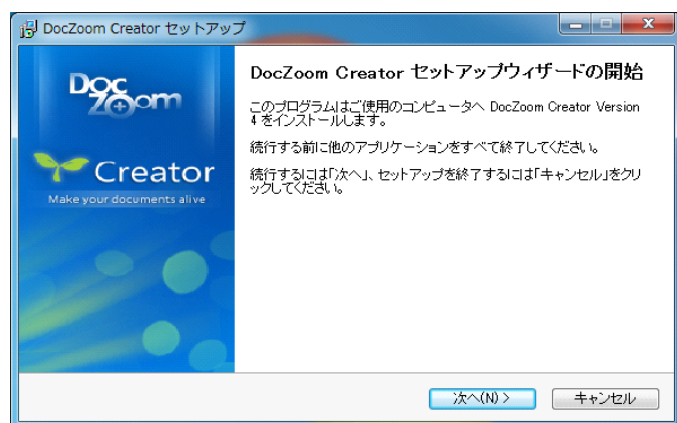 DocZoom Creator セットアップ
Doc
Zoom
Creator
Make your documents alive
DocZoom Creator セットアップウィザードの開始
このプログラムはご使用のコンピュータへ DocZoom Creator Version
4 をインストールします。
続行する前に他のアプリケーションをすべて終了してください。
続行するには「次へ」、セットアップを終了するには「キャンセル」をクリ
ックしてください。
次へ(N) >
キャンセル